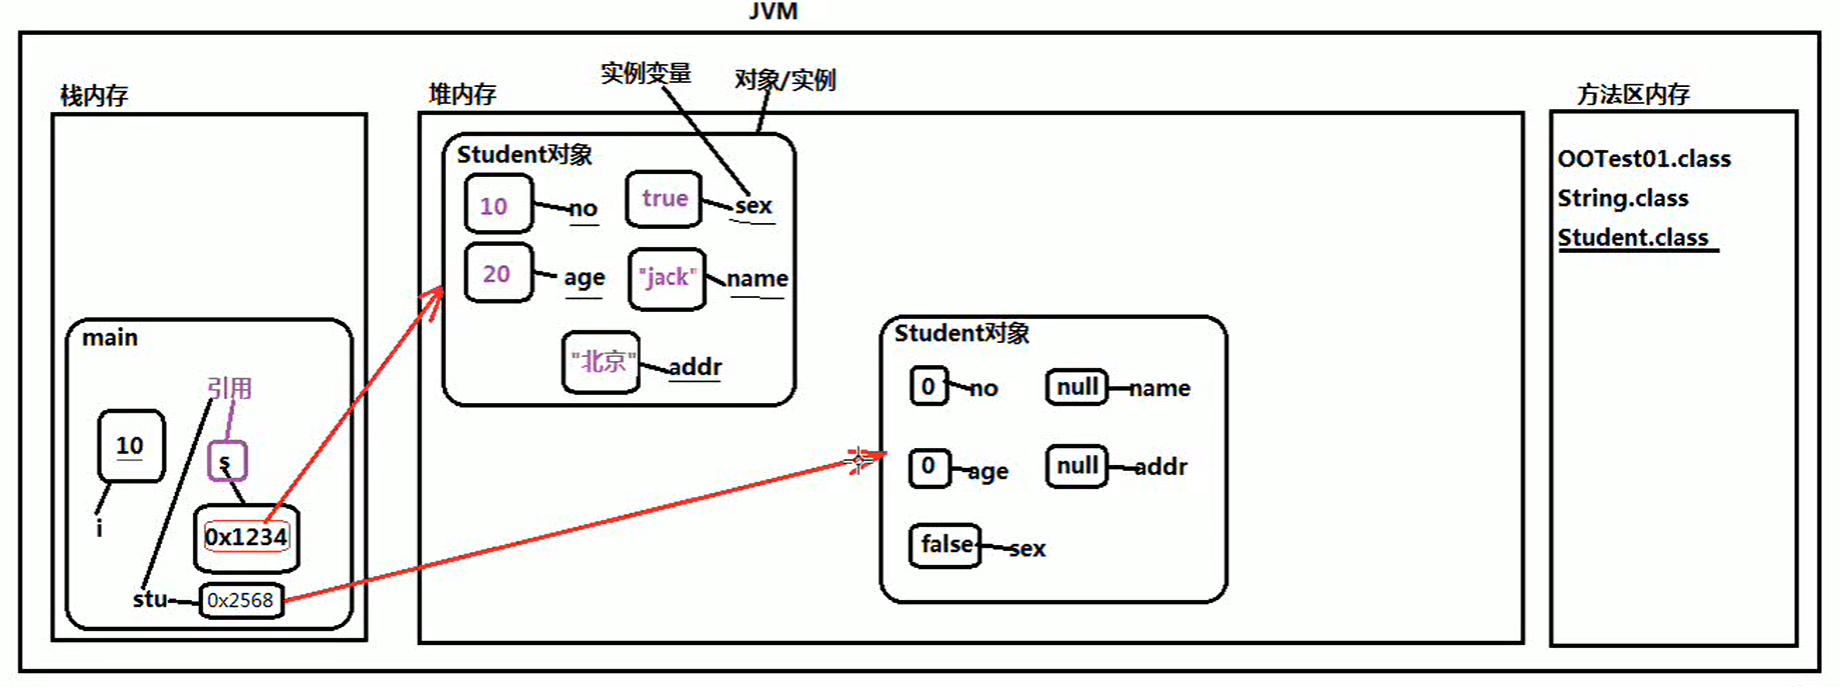 JVM
栈内存
main
引用
10
s
i
0x1234
stu
0x2568
堆内存
实例变量
对象/实例
Student对象
10
no
true
sex
20
age
"jack"
name
"北京"
addr
Student对象
0
no
null
name
0
age
null
addr
false
sex
方法区内存
OOTest01.class
String.class
Student.class